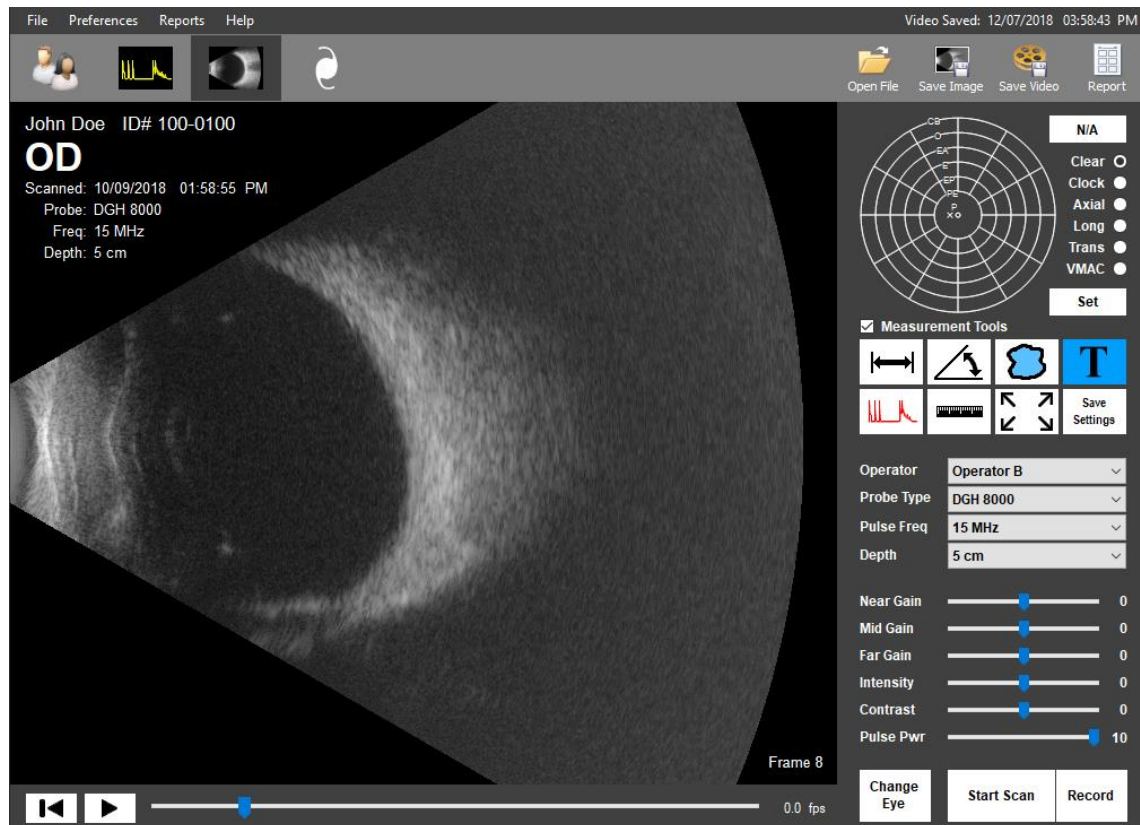 File Preferences Reports Help Video Saved: 12/07/2018 03:58:43 PM
Open File Save Image Save Video Report
John Doe ID# 100-0100
OD
Scanned: 10/09/2018 01:58:55 PM
Probe: DGH 8000
Freq: 15 MHz
Depth: 5 cm
Frame 8
0.0 fps
CB
O
EA
E
EP
PE
P
N/A
Clear
Clock
Axial
Long
Trans
VMAC
Set
Measurement Tools
T
Save
Settings
Operator Operator B
Probe Type DGH 8000
Pulse Freq 15 MHz
Depth 5 cm
Near Gain 0
Mid Gain 0
Far Gain 0
Intensity 0
Contrast 0
Pulse Pwr 10
Change
Eye
Start Scan Record